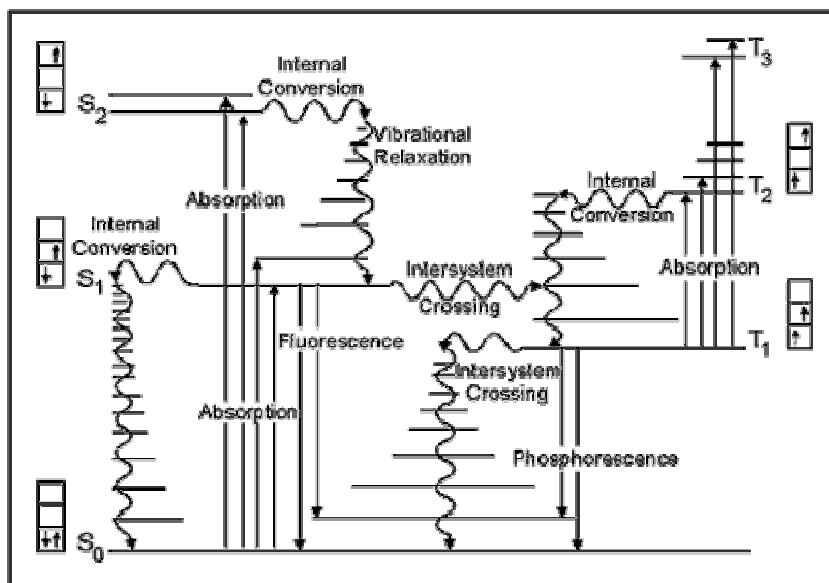 Internal
Conversion
S2
Vibrational
Relaxation
Absorption
Internal
Conversion
S1
Intersystem
Crossing
Fluorescence
Absorption
S0
T3
Internal
Conversion
T2
Absorption
T1
Intersystem
Crossing
Phosphorescence